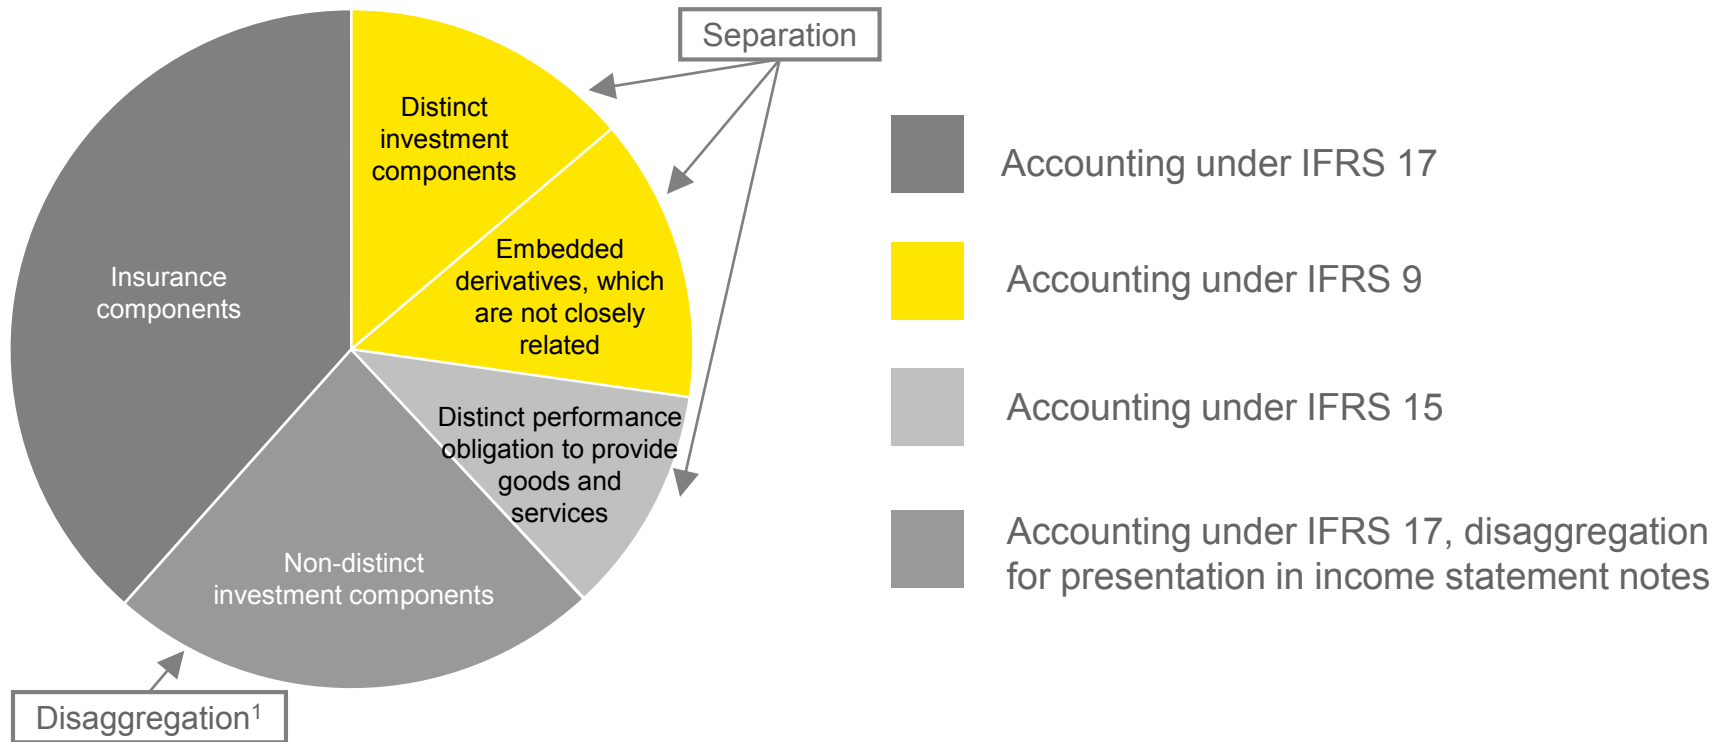 Separation
Distinct
investment
components
Embedded
derivatives, which
are not closely
related
Insurance
components
Distinct performance
obligation to provide
goods and
services
Non-distinct
investment components
Disaggregation¹
Accounting under IFRS 17
Accounting under IFRS 9
Accounting under IFRS 15
Accounting under IFRS 17, disaggregation
for presentation in income statement notes